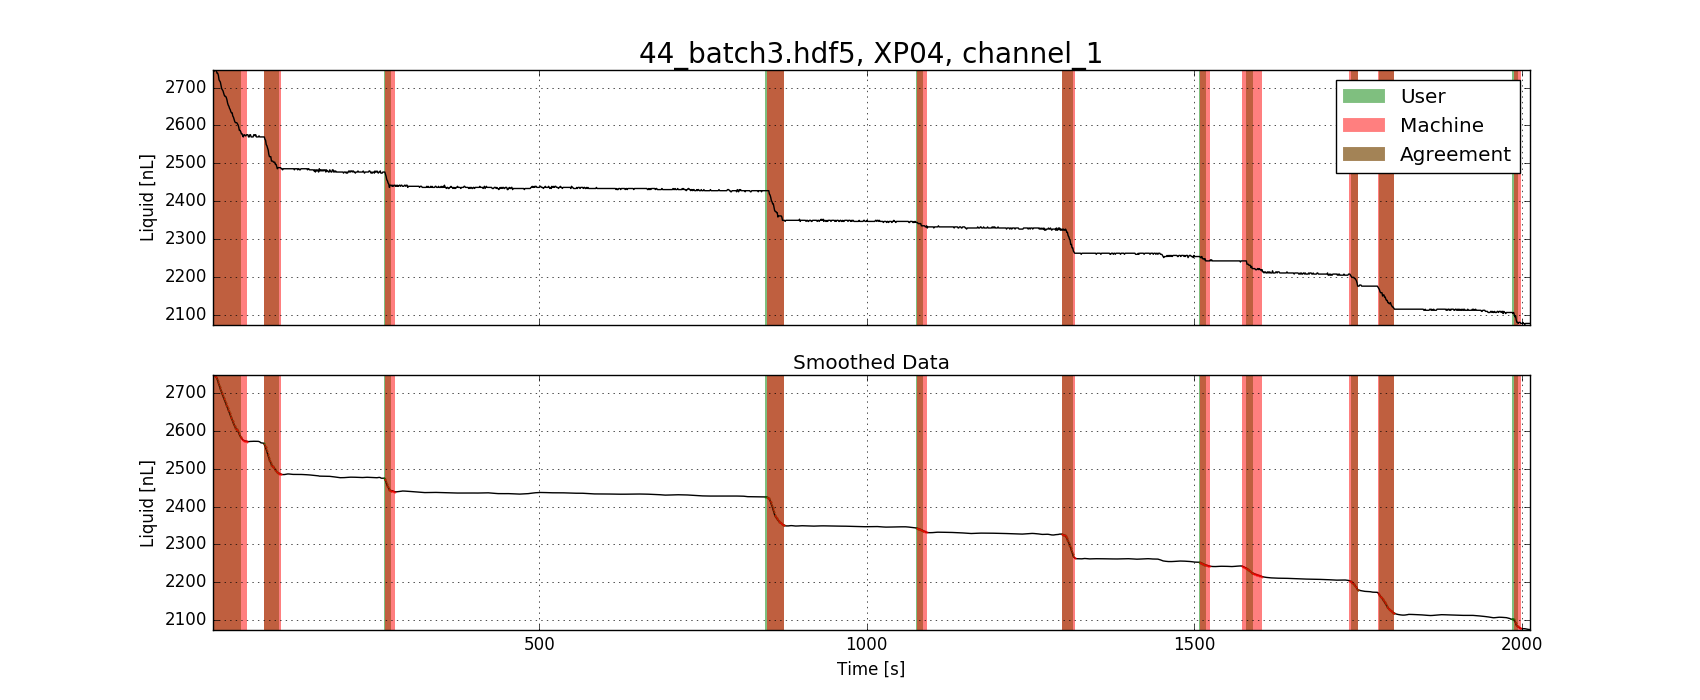 44_batch3.hdf5, XP04, channel_1
2700
2600
2500
2400
2300
2200
2100
Liquid [nL]
User
Machine
Agreement
Smoothed Data
2700
2600
2500
2400
2300
2200
2100
Liquid [nL]
500 1000 1500 2000
Time [s]